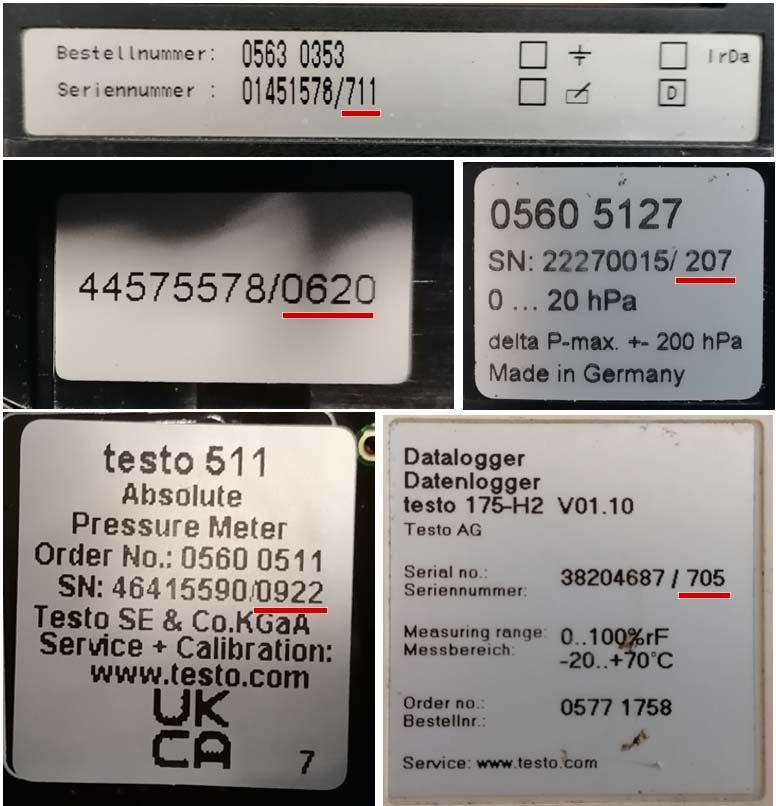 Bestellnummer: 0563 0353
IrDa
Seriennummer : 01451578/711
D
44575578/0620
0560 5127
SN: 22270015/ 207
0 ... 20 hPa
delta P-max. +- 200 hPa
Made in Germany
testo 511
Absolute
Pressure Meter
Order No.: 0560 0511
SN: 46415590/0922
Testo SE & Co.KGaA
Service + Calibration:
www.testo.com
UK
CA
7
Datalogger
Datenlogger
testo 175-H2 V01.10
Testo AG
Serial no.:
Seriennummer:
38204687 / 705
Measuring range:
Messbereich:
0..100%rF
-20..+70°C
Order no.:
Bestellnr.:
0577 1758
Service: www.testo.com